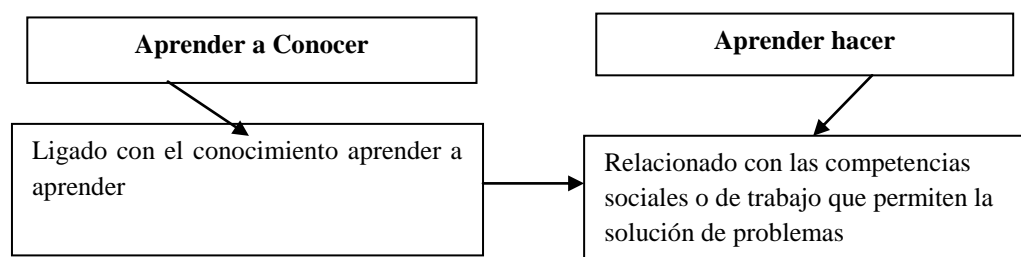 Aprender a Conocer
Aprender hacer
Ligado con el conocimiento aprender a
aprender
Relacionado con las competencias
sociales o de trabajo que permiten la
solución de problemas